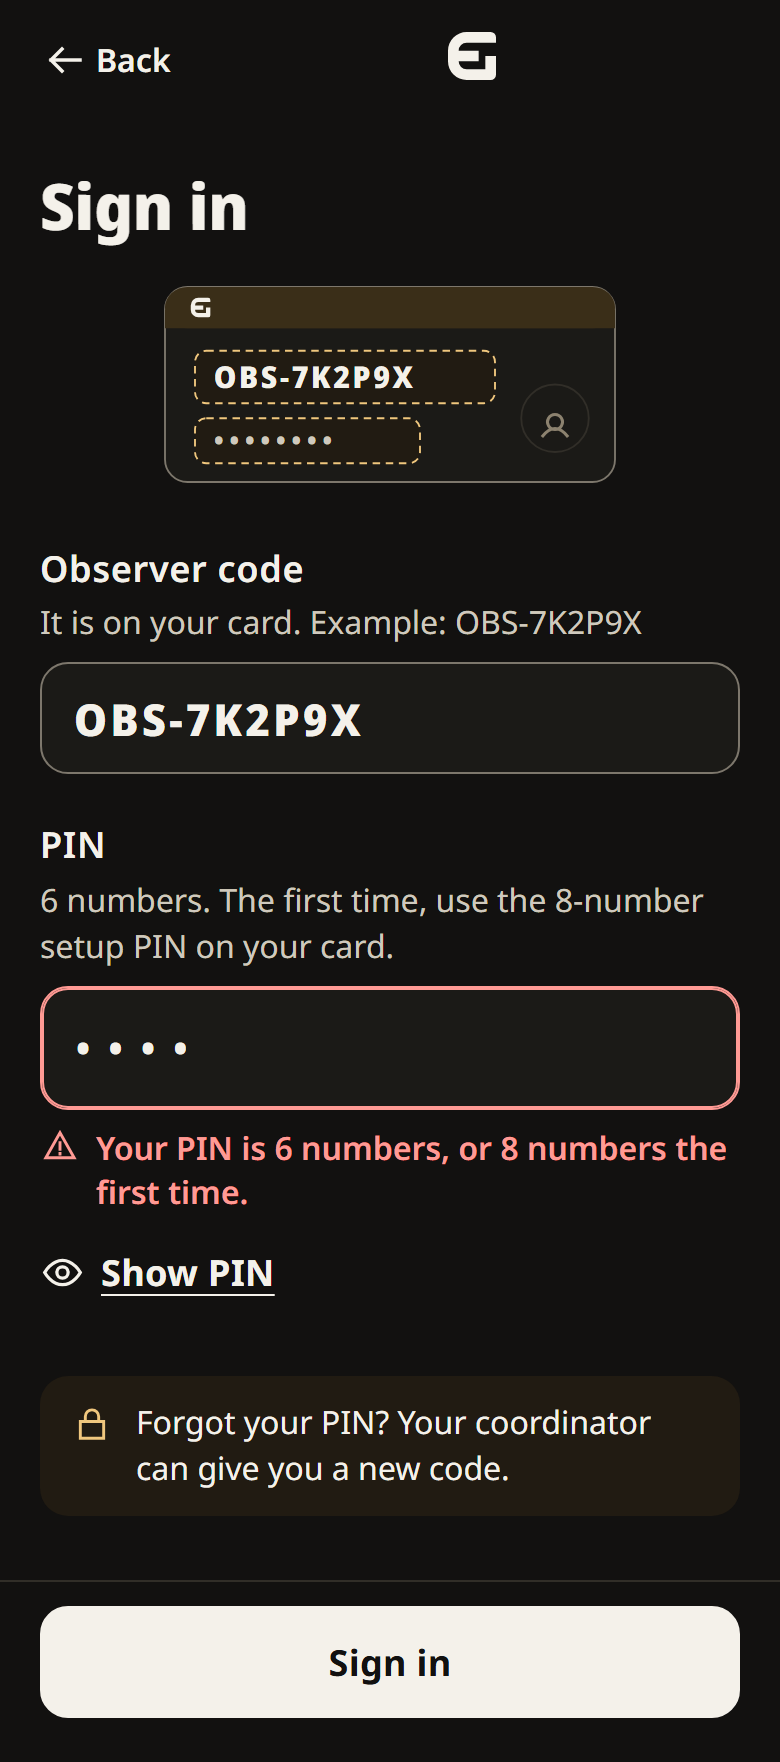 Back
Sign in
OBS-7K2P9X
••••••••
Observer code
It is on your card. Example: OBS-7K2P9X
OBS-7K2P9X
PIN
6 numbers. The first time, use the 8-number
setup PIN on your card.
••••
Your PIN is 6 numbers, or 8 numbers the
first time.
Show PIN
Forgot your PIN? Your coordinator
can give you a new code.
Sign in